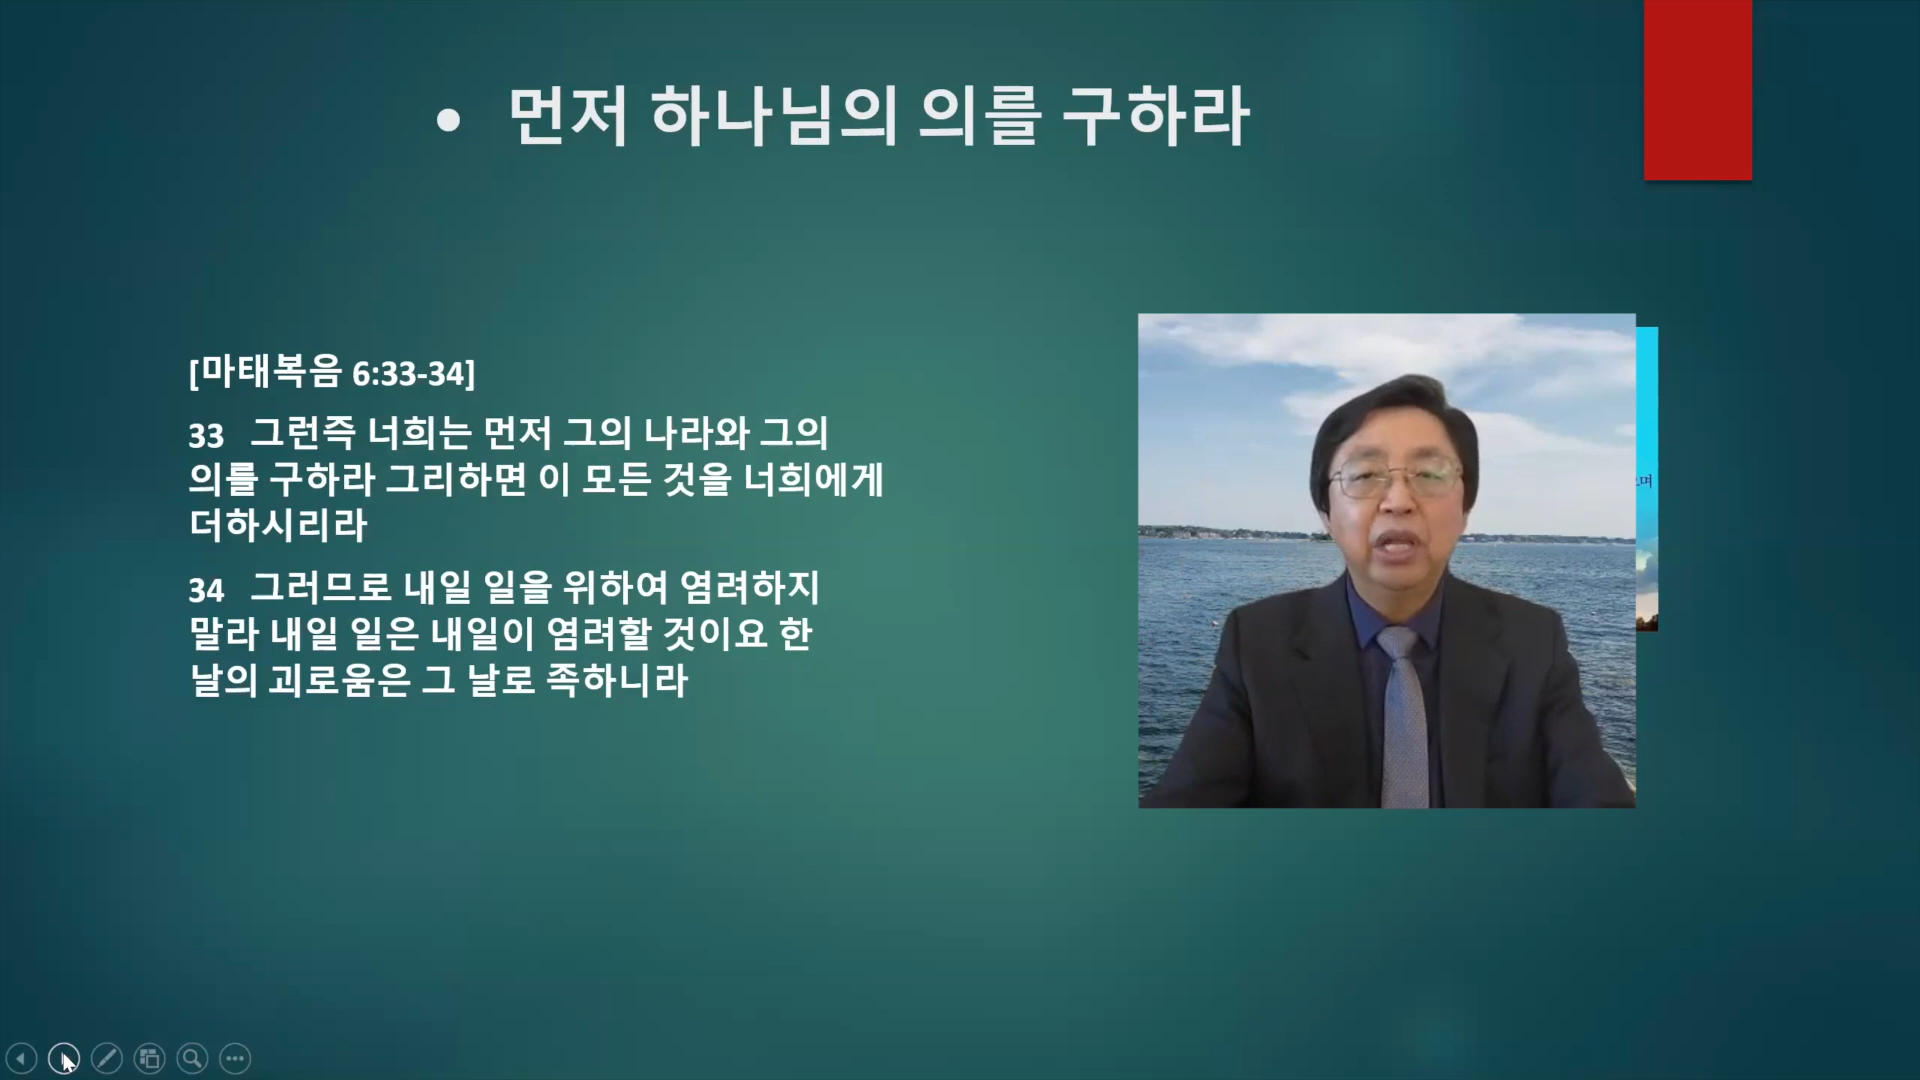 • 먼저 하나님의 의를 구하라
[마태복음 6:33-34]
33 그런즉 너희는 먼저 그의 나라와 그의
의를 구하라 그리하면 이 모든 것을 너희에게
더하시리라
34 그러므로 내일 일을 위하여 염려하지
말라 내일 일은 내일이 염려할 것이요 한
날의 괴로움은 그 날로 족하니라